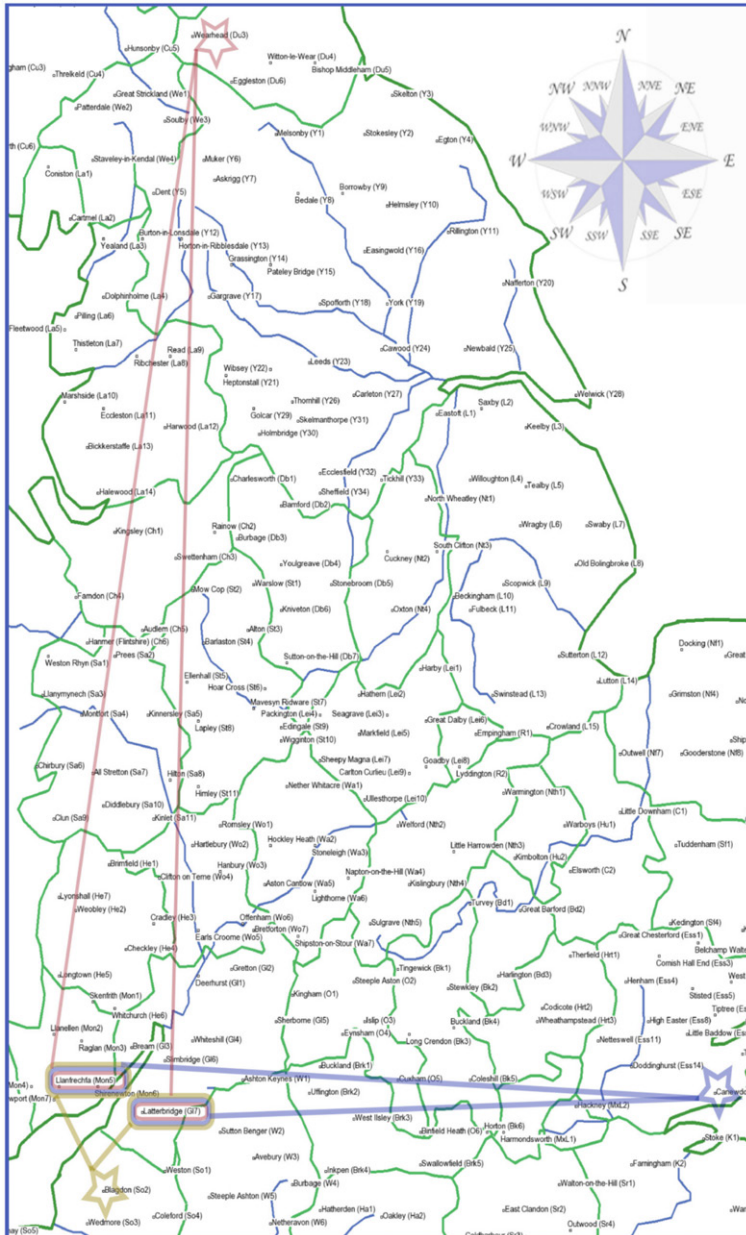 Wearhead (Du3)
Hunsonby (Cu5)
Witton-le-Wear (Du4)
gham (Cu3)
Threlkeld (Cu4)
Bishop Middleham (Du5)
Eggleston (Du6)
Great Strickland (We1)
Skelton (Y3)
Patterdale (We2)
Soulby (We3)
Melsonby (Y1)
Stokesley (Y2)
Egton (Y4)
th (Cu6)
Staveley-in-Kendal (We4)
Muker (Y6)
Coniston (La1)
Askrigg (Y7)
Dent (Y5)
Bedale (Y8)
Borrowby (Y9)
Helmsley (Y10)
Cartmel (La2)
Burton-in-Lonsdale (Y12)
Rillington (Y11)
Yealand (La3)
Horton-in-Ribblesdale (Y13)
Easingwold (Y16)
Grassington (Y14)
Pateley Bridge (Y15)
Nafferton (Y20)
Dolphinholme (La4)
Gargrave (Y17)
Spofforth (Y18)
York (Y19)
Pilling (La6)
Fleetwood (La5)
Thistleton (La7)
Read (La9)
Cawood (Y24)
Newbald (Y25)
Ribchester (La8)
Leeds (Y23)
Wibsey (Y22)
Heptonstall (Y21)
Marshside (La10)
Thornhill (Y26)
Carleton (Y27)
Welwick (Y28)
Eccleston (La11)
Golcar (Y29)
Saxby (L2)
Eastoft (L1)
Harwood (La12)
Skelmanthorpe (Y31)
Keelby (L3)
Holmbridge (Y30)
Bickerstaffe (La13)
Ecclesfield (Y32)
Charlesworth (Db1)
Tickhill (Y33)
Willoughton (L4)
Tealby (L5)
Halewood (La14)
Sheffield (Y34)
North Wheatley (Nt1)
Bamford (Db2)
Kingsley (Ch1)
Rainow (Ch2)
Wragby (L6)
Swaby (L7)
Burbage (Db3)
South Clifton (Nt3)
Swettenham (Ch3)
Cuckney (Nt2)
Youlgreave (Db4)
Old Bolingbroke (L8)
Farndon (Ch4)
Mow Cop (St2)
Warslow (St1)
Stonebroom (Db5)
Scopwick (L9)
Beckingham (L10)
Kniveton (Db6)
Oxton (Nt4)
Fulbeck (L11)
Audlem (Ch5)
Alton (St3)
Hanmer (Flintshire) (Ch6)
Barlaston (St4)
Docking (Nf1)
Prees (Sa2)
Sutterton (L12)
Great
Weston Rhyn (Sa1)
Sutton-on-the-Hill (Db7)
Harby (Lei1)
Ellenhall (St5)
Lutton (L14)
Hoar Cross (St6)
Hathern (Lei2)
Swinstead (L13)
Grimston (Nf4)
Llanymynech (Sa3)
Mavesyn Ridware (St7)
Montfort (Sa4)
Kinnersley (Sa5)
Packington (Lei4)
Seagrave (Lei3)
Great Dalby (Lei6)
Lapley (St8)
Edingale (St9)
Markfield (Lei5)
Empingham (R1)
Crowland (L15)
Wigginton (St10)
Ship
Outwell (Nf7)
Gooderstone (Nf8)
Chirbury (Sa6)
All Stretton (Sa7)
Hilton (Sa8)
Sheepy Magna (Lei7)
Goadby (Lei8)
Carlton Curlieu (Lei9)
Lyddington (R2)
Himley (St11)
Nether Whitacre (Wa1)
Warmington (Nth1)
Diddlebury (Sa10)
Ullesthorpe (Lei10)
Clun (Sa9)
Kinlet (Sa11)
Little Downham (C1)
Romsley (Wo1)
Welford (Nth2)
Warboys (Hu1)
Hartlebury (Wo2)
Hockley Heath (Wa2)
Stoneleigh (Wa3)
Little Harrowden (Nth3)
Tuddenham (Sf1)
Brimfield (He1)
Hanbury (Wo3)
Kimbolton (Hu2)
Clifton on Teme (Wo4)
Napton-on-the-Hill (Wa4)
Elsworth (C2)
Lyonshall (He7)
Aston Cantlow (Wa5)
Kislingbury (Nth4)
Weobley (He2)
Lighthorne (Wa6)
Turvey (Bd1)
Great Barford (Bd2)
Cradley (He3)
Offenham (Wo6)
Sulgrave (Nth5)
Kedington (Sf4)
Earls Croome (Wo5)
Bretforton (Wo7)
Great Chesterford (Ess1)
Checkley (He4)
Shipston-on-Stour (Wa7)
Belchamp Walte
Therfield (Hrt1)
Cornish Hall End (Ess3)
Longtown (He5)
Gretton (Gl2)
Tingewick (Bk1)
Deerhurst (Gl1)
Steeple Aston (O2)
Harlington (Bd3)
Henham (Ess4)
West
Skenfrith (Mon1)
Kingham (O1)
Stewkley (Bk2)
Stisted (Ess5)
Codicote (Hrt2)
Tiptree (Es
Whitchurch (He6)
Sherborne (Gl5)
Islip (O3)
Buckland (Bk4)
Wheathampstead (Hrt3)
High Easter (Ess8)
Llanellen (Mon2)
Eynsham (O4)
Little Baddow (Ess
Raglan (Mon3)
Bream (Gl3)
Whiteshill (Gl4)
Long Crendon (Bk3)
Netteswell (Ess11)
Slimbridge (Gl6)
Buckland (Brk1)
Doddinghurst (Ess14)
Mon4)
Llanfrechfa (Mon5)
Ashton Keynes (W1)
Cuxham (O5)
Coleshill (Bk5)
wport (Mon7)
Shirenewton (Mon6)
Uffington (Brk2)
Canewdo
Latterbridge (Gl7)
Hackney (MxL2)
West Ilsley (Brk3)
Sutton Benger (W2)
Binfield Heath (O6)
Horton (Bk6)
Harmondsworth (MxL1)
Stoke (K1)
Avebury (W3)
Weston (So1)
Inkpen (Brk4)
Swallowfield (Brk5)
Farningham (K2)
Burbage (W4)
Walton-on-the-Hill (Sr1)
Blagdon (So2)
Steeple Ashton (W5)
Hatherden (Ha1)
East Clandon (Sr2)
Wedmore (So3)
Coleford (So4)
Netheravon (W6)
Oakley (Ha2)
Outwood (Sr4)
N
NNW
NNE
NW
NE
WNW
ENE
W
E
WSW
ESE
SW
SSW
SSE
SE
S